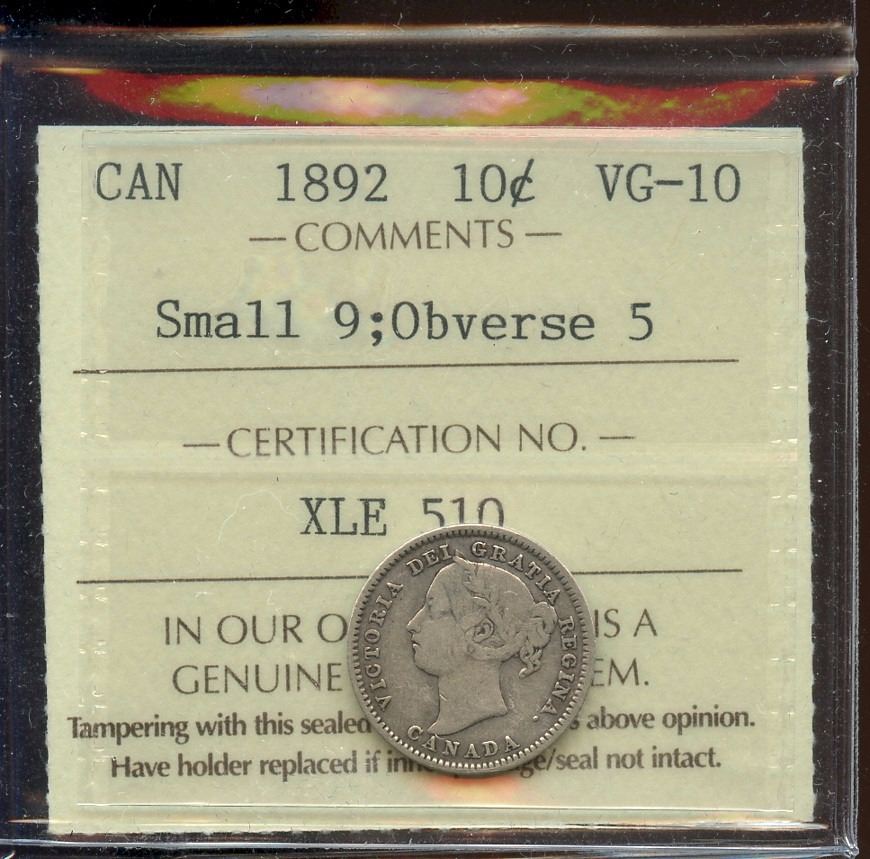 CAN 1892 10¢ VG-10
— COMMENTS —
Small 9;Obverse 5
— CERTIFICATION NO. —
XLE 510
IN OUR O IS A
GENUINE EM.
Tampering with this sealed s above opinion.
Have holder replaced if inn ge/seal not intact.
VICTORIA DEI GRATIA REGINA.
CANADA